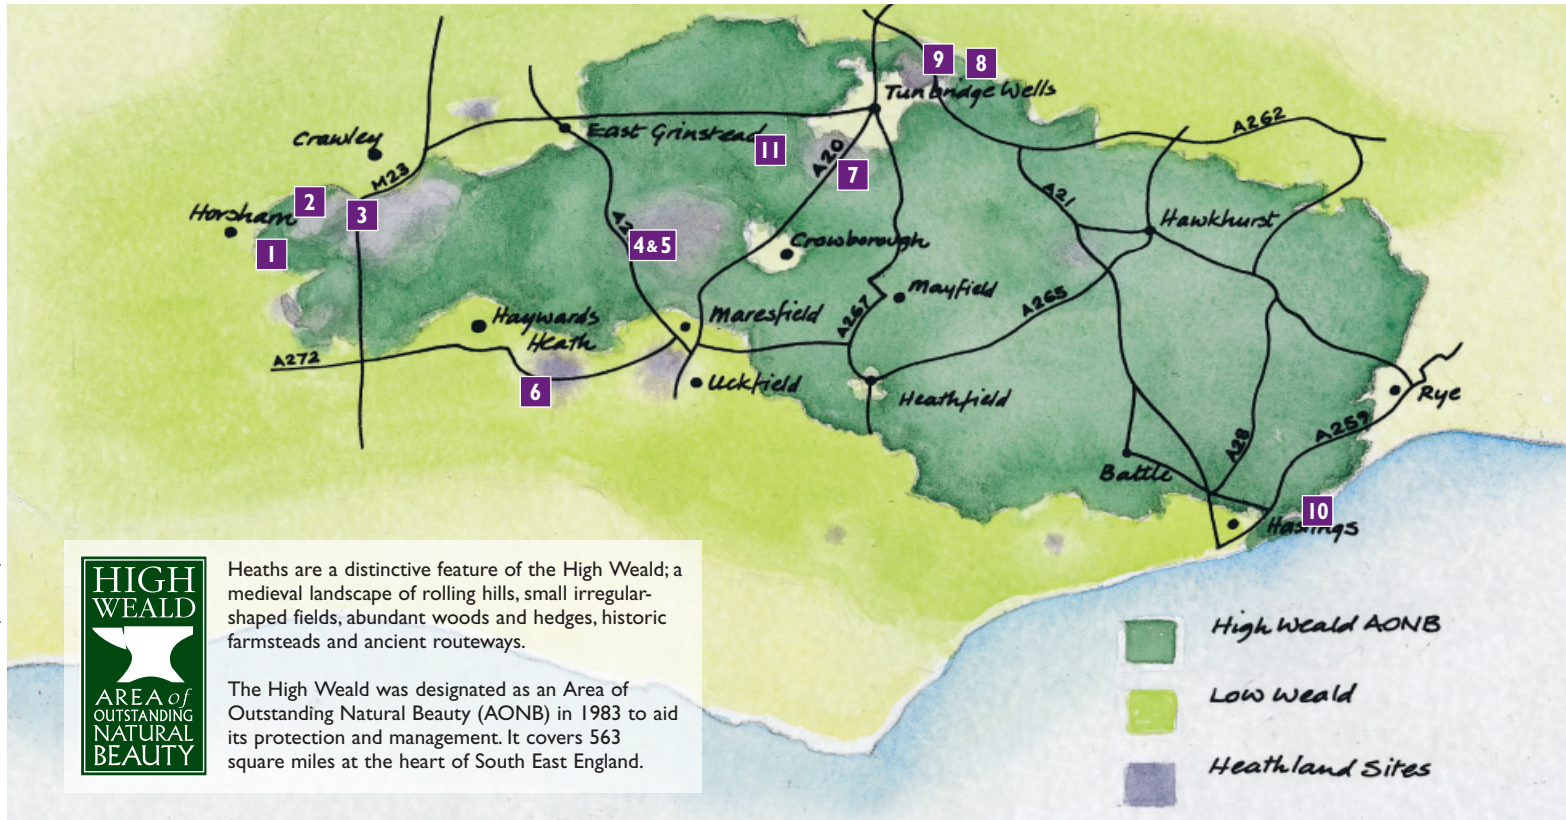 9
8
Tunbridge Wells
A262
Crawley
East Grinstead
11
A20
7
M23
2
3
Horsham
1
A21
Hawkhurst
4&5
Crowborough
Mayfield
A265
Haywards
Heath
Maresfield
A267
A272
6
Uckfield
Heathfield
Rye
A259
A28
Battle
10
Hastings
HIGH
WEALD
AREA of
OUTSTANDING
NATURAL
BEAUTY
Heaths are a distinctive feature of the High Weald; a
medieval landscape of rolling hills, small irregular-
shaped fields, abundant woods and hedges, historic
farmsteads and ancient routeways.
The High Weald was designated as an Area of
Outstanding Natural Beauty (AONB) in 1983 to aid
its protection and management. It covers 563
square miles at the heart of South East England.
High Weald AONB
Low Weald
Heathland Sites